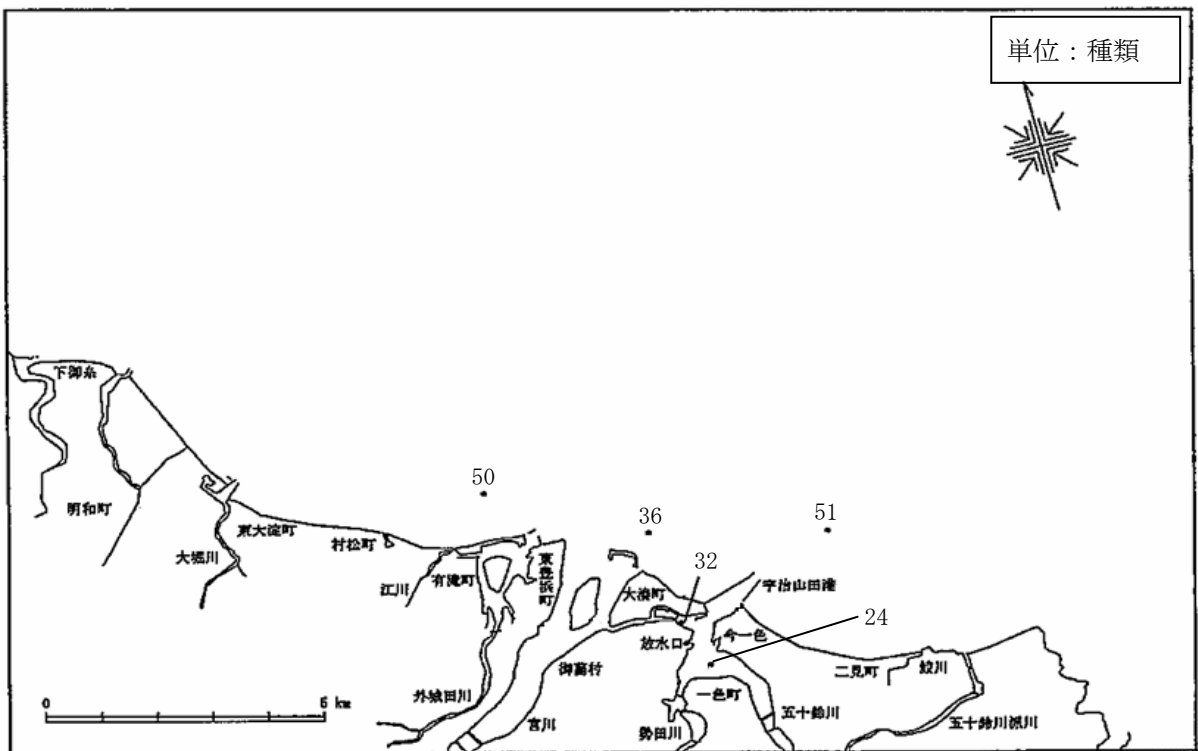 単位：種類
下御糸
明和町
大堀川
東大淀町
村松町
江川
有滝町
東豊浜町
50
36
51
32
24
大湊町
宇治山田港
放水口
今一色
御薗村
外城田川
宮川
勢田川
一色町
五十鈴川
二見町
鮫川
五十鈴川派川
0
5 km